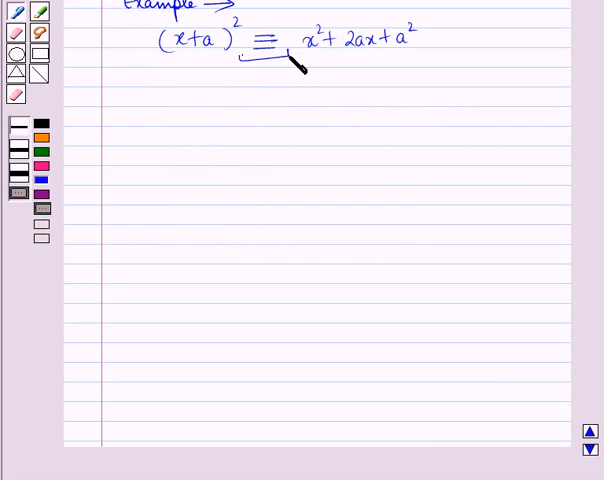 Example →
(x+a)² ≡ x² + 2ax + a²